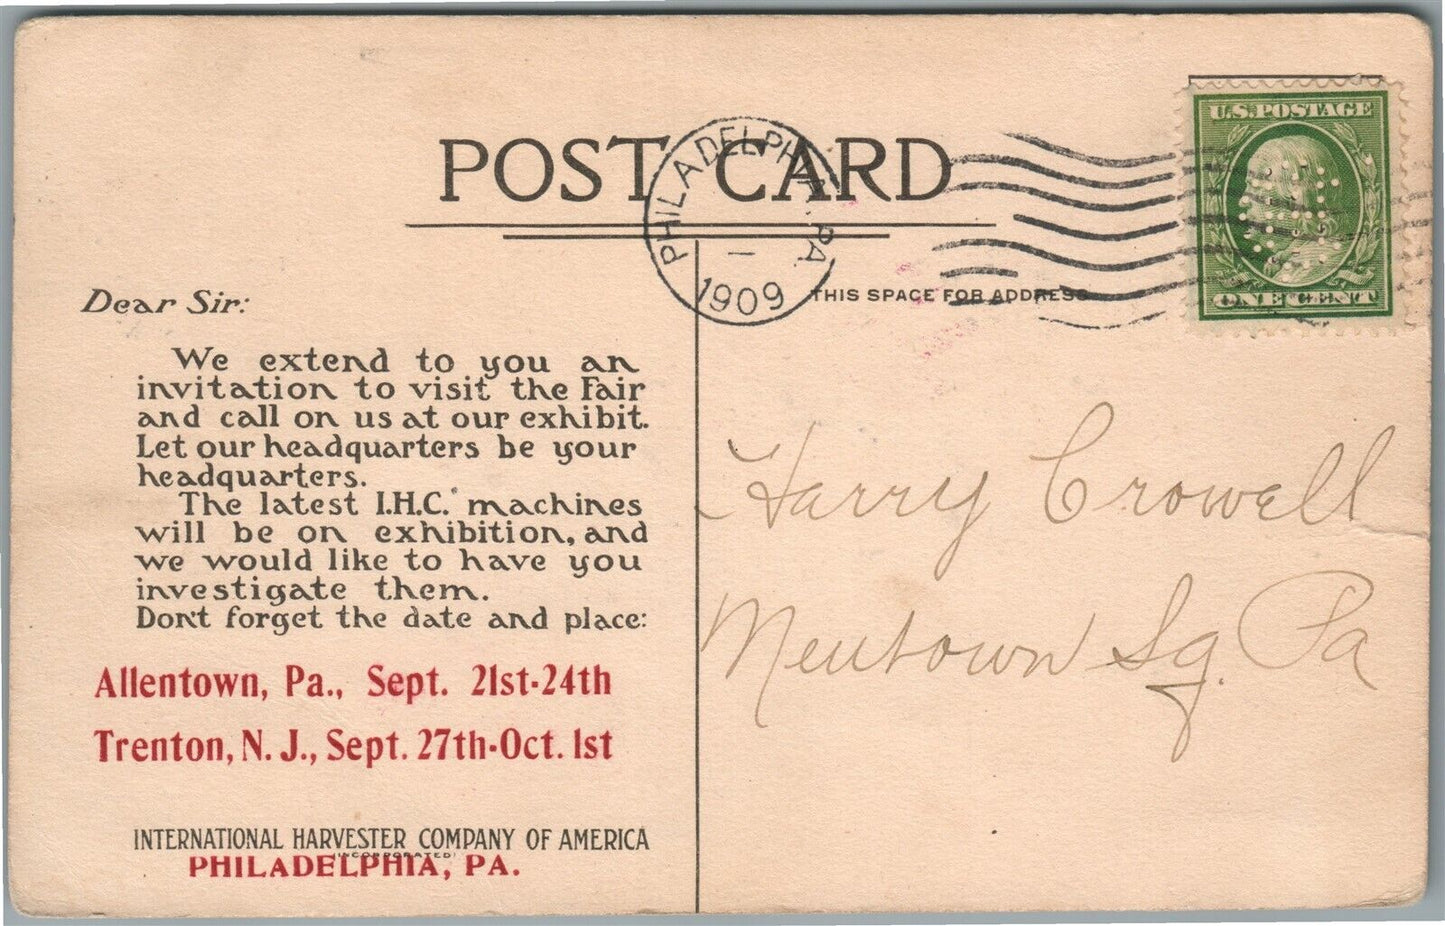 POST CARD
PHILADELPHIA. PA
1909
U.S. POSTAGE
ONE CENT
THIS SPACE FOR ADDRESS
Dear Sir:
We extend to you an
invitation to visit the Fair
and call on us at our exhibit.
Let our headquarters be your
headquarters.
The latest I.H.C. machines
will be on exhibition, and
we would like to have you
investigate them.
Don't forget the date and place:
Allentown, Pa., Sept. 21st-24th
Trenton, N. J., Sept. 27th-Oct. 1st
INTERNATIONAL HARVESTER COMPANY OF AMERICA
(INCORPORATED)
PHILADELPHIA, PA.
Harry Crowell
Newtown Sq. Pa